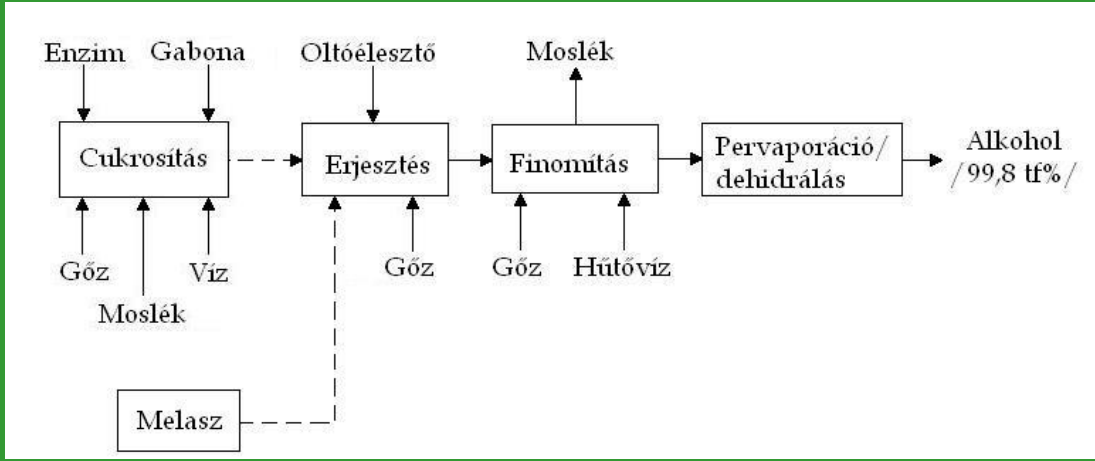 Enzim Gabona Oltóélesztő Moslék
Cukrosítás
Erjesztés
Finomítás
Pervaporáció/
dehidrálás
Alkohol
/99,8 tf%/
Gőz
Víz
Gőz
Gőz
Hűtővíz
Moslék
Melasz